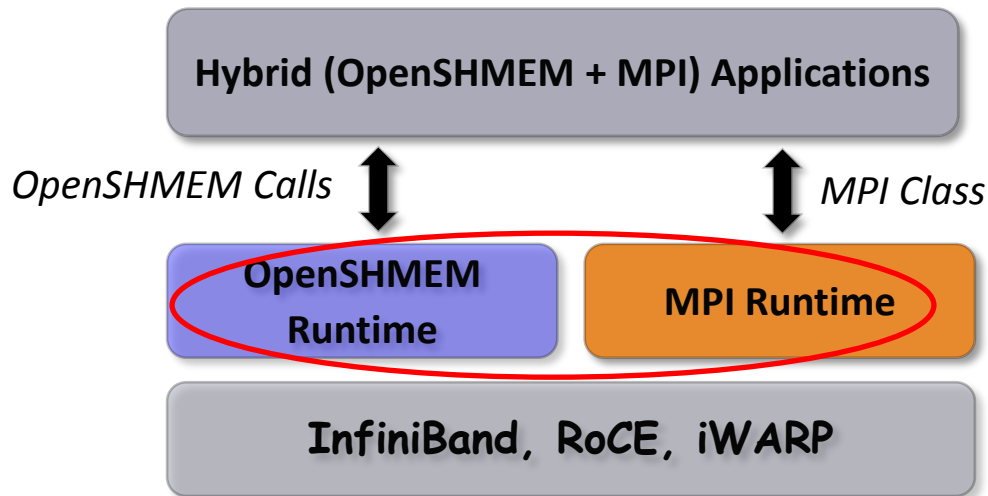 Hybrid (OpenSHMEM + MPI) Applications
OpenSHMEM Calls
MPI Class
OpenSHMEM
Runtime
MPI Runtime
InfiniBand, RoCE, iWARP